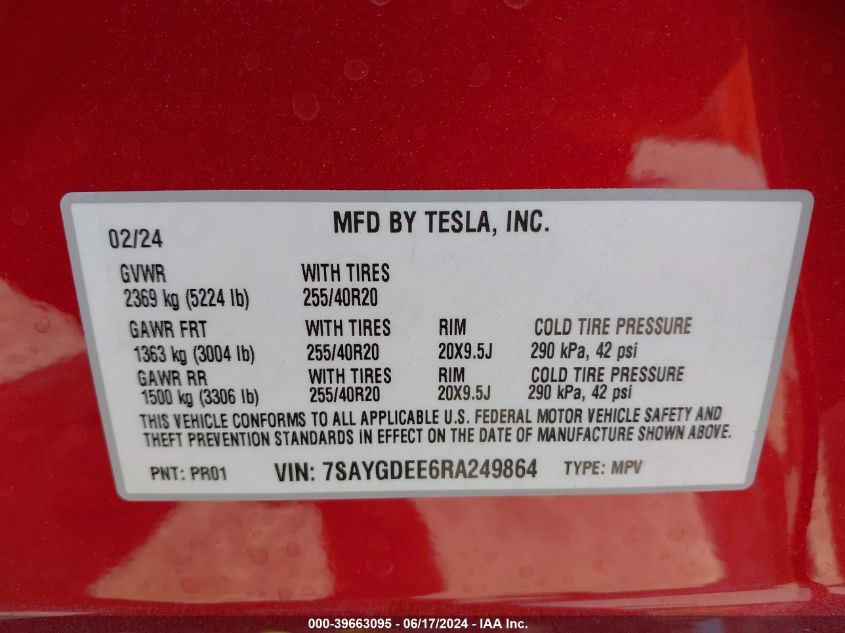 MFD BY TESLA, INC.
02/24
GVWR WITH TIRES
2369 kg (5224 lb) 255/40R20
GAWR FRT WITH TIRES RIM COLD TIRE PRESSURE
1363 kg (3004 lb) 255/40R20 20X9.5J 290 kPa, 42 psi
GAWR RR WITH TIRES RIM COLD TIRE PRESSURE
1500 kg (3306 lb) 255/40R20 20X9.5J 290 kPa, 42 psi
THIS VEHICLE CONFORMS TO ALL APPLICABLE U.S. FEDERAL MOTOR VEHICLE SAFETY AND
THEFT PREVENTION STANDARDS IN EFFECT ON THE DATE OF MANUFACTURE SHOWN ABOVE.
PNT: PR01 VIN: 7SAYGDEE6RA249864 TYPE: MPV
000-39663095 - 06/17/2024 - IAA Inc.